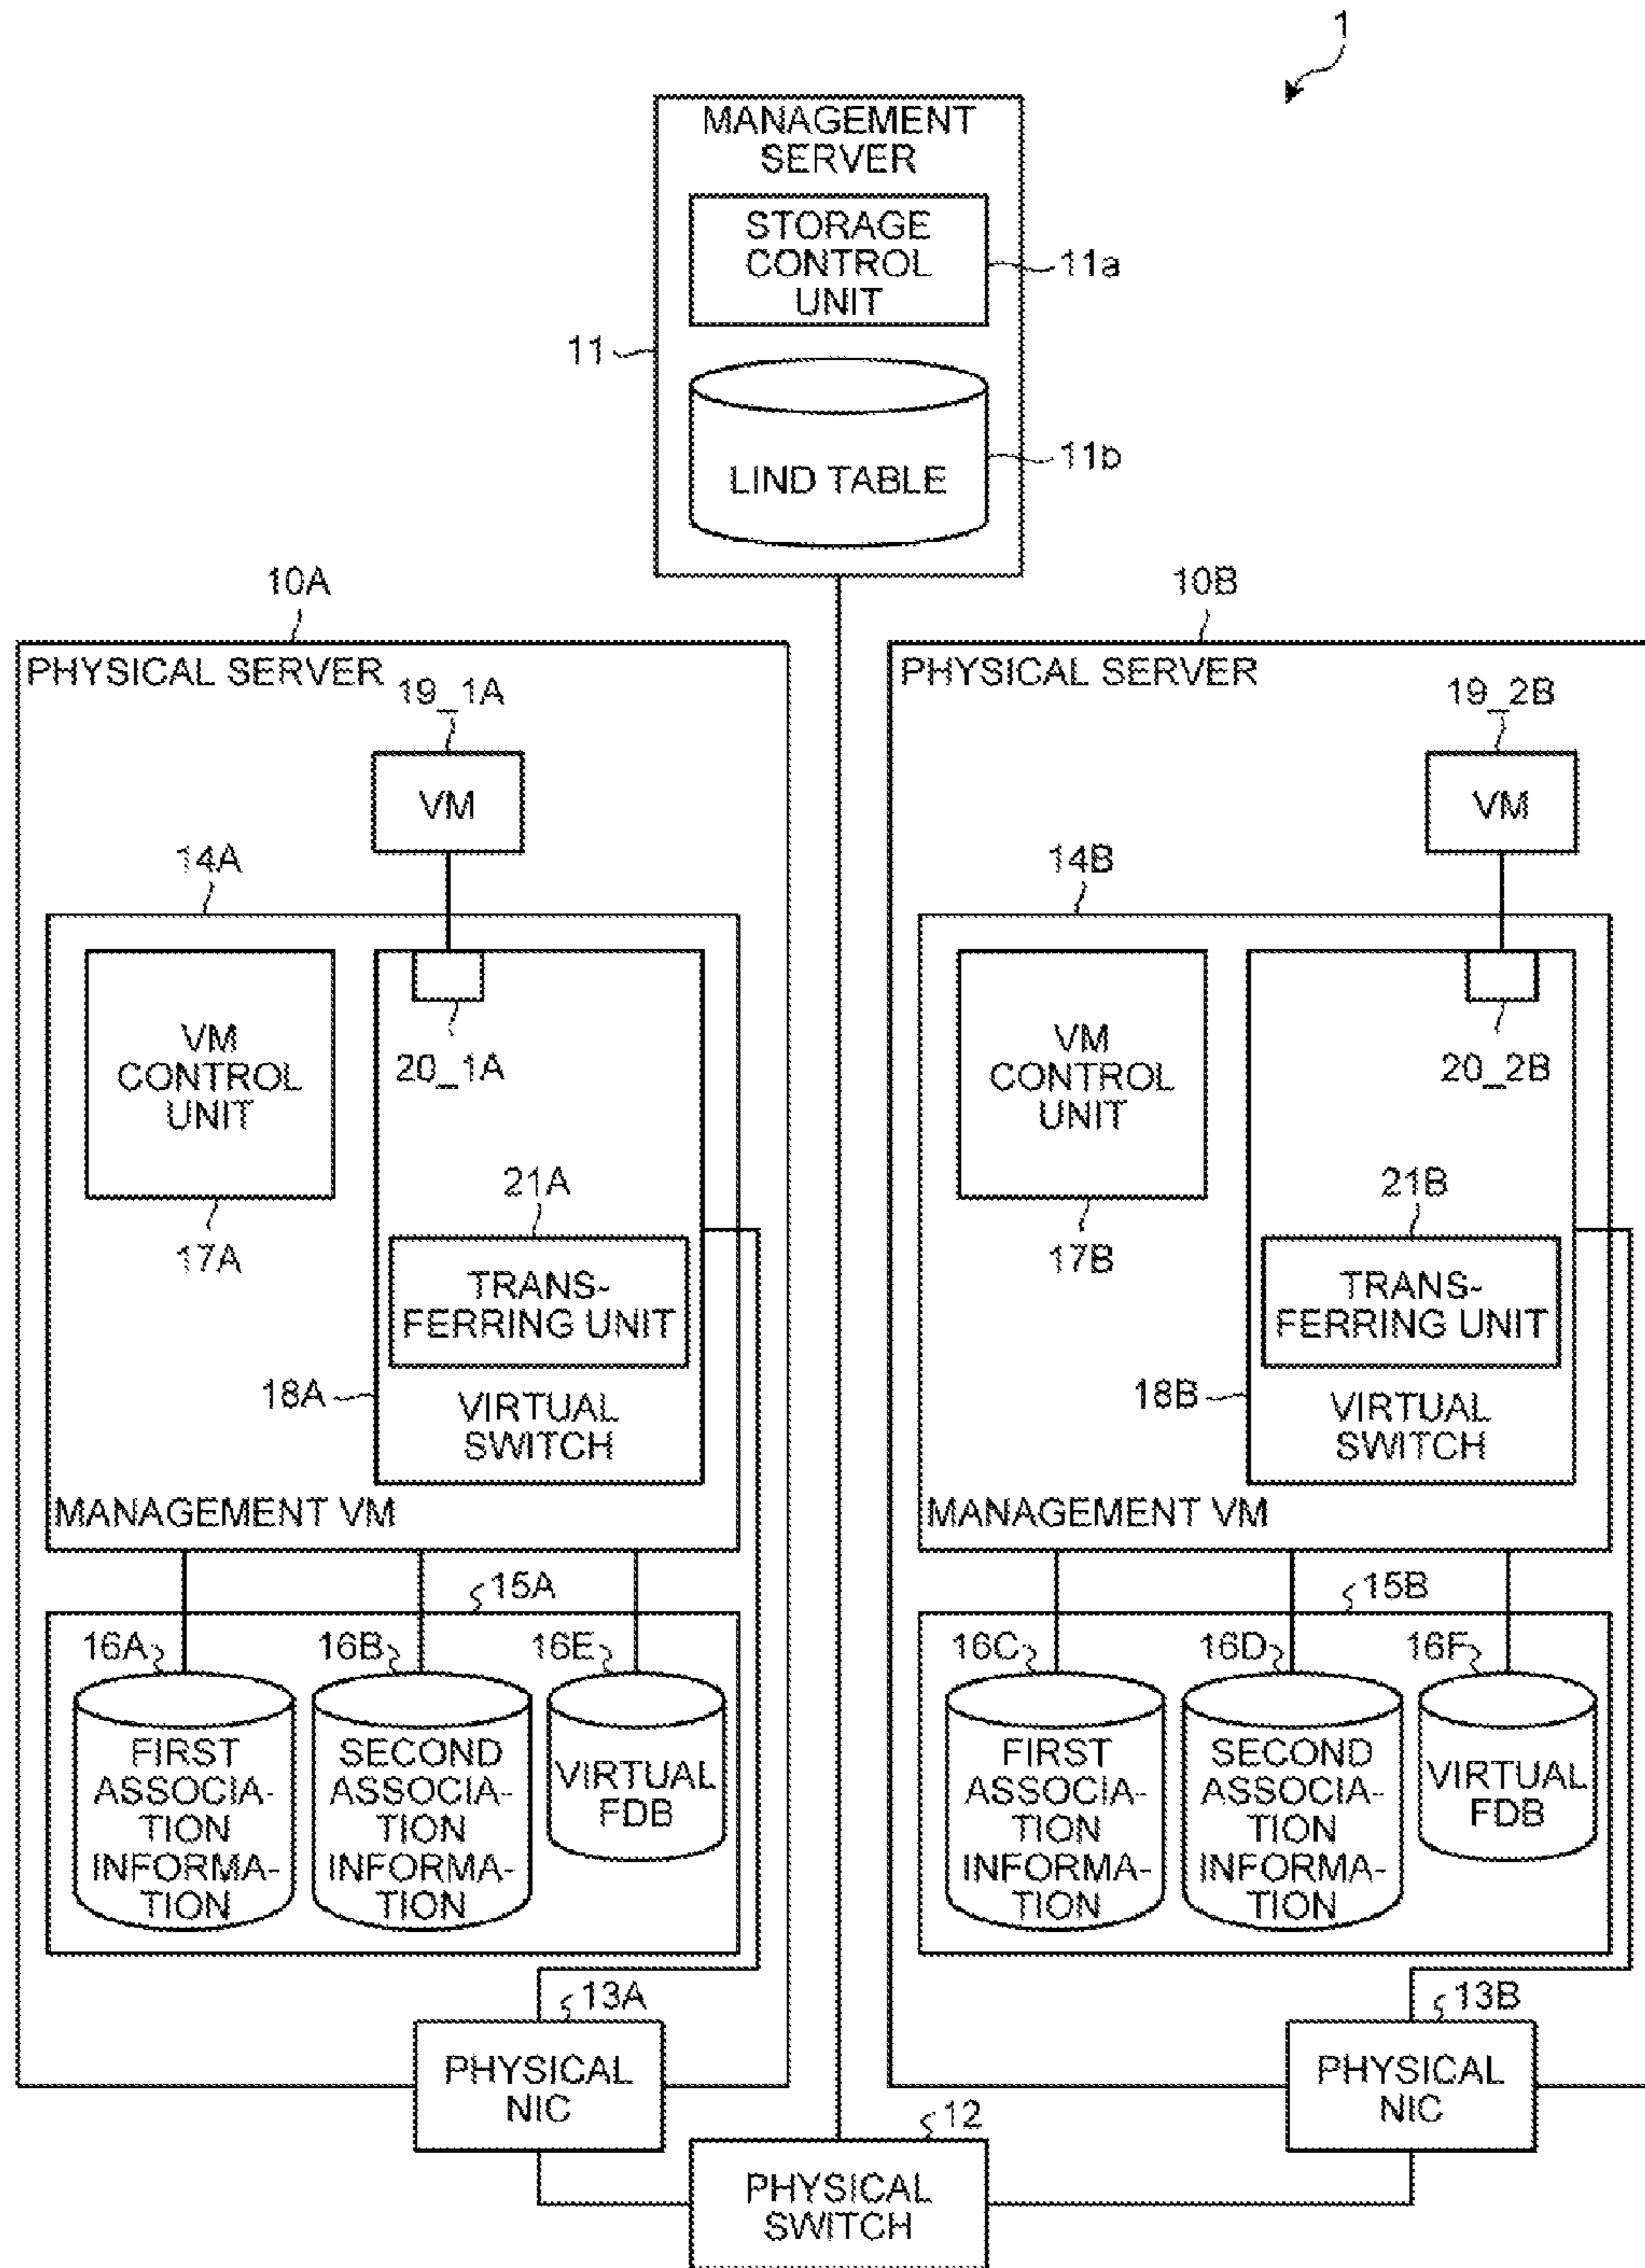 1
MANAGEMENT
SERVER
STORAGE
CONTROL
UNIT
11a
11
LIND TABLE
11b
10A
10B
PHYSICAL SERVER
19_1A
VM
14A
VM
CONTROL
UNIT
17A
20_1A
21A
TRANS-
FERRING UNIT
18A
VIRTUAL
SWITCH
MANAGEMENT VM
15A
16A
16B
16E
FIRST
ASSOCIA-
TION
INFORMA-
TION
SECOND
ASSOCIA-
TION
INFORMA-
TION
VIRTUAL
FDB
13A
PHYSICAL
NIC
PHYSICAL SERVER
19_2B
VM
14B
VM
CONTROL
UNIT
17B
20_2B
21B
TRANS-
FERRING UNIT
18B
VIRTUAL
SWITCH
MANAGEMENT VM
15B
16C
16D
16F
FIRST
ASSOCIA-
TION
INFORMA-
TION
SECOND
ASSOCIA-
TION
INFORMA-
TION
VIRTUAL
FDB
13B
PHYSICAL
NIC
12
PHYSICAL
SWITCH